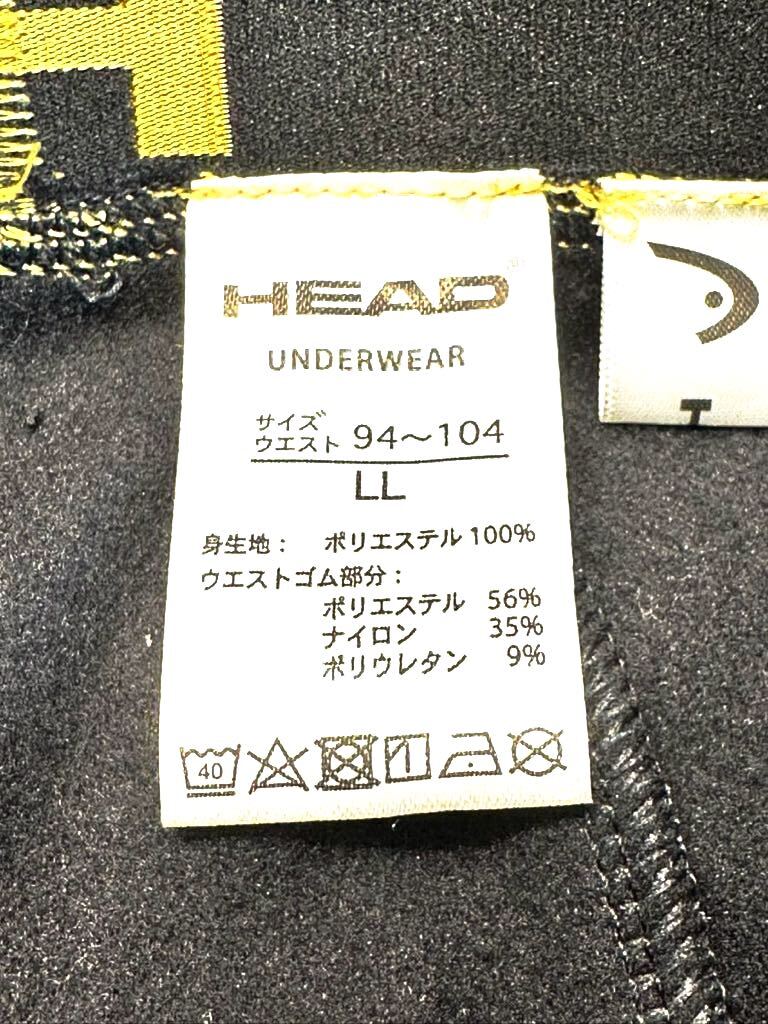 H
HEAD
UNDERWEAR
サイズ
ウエスト 94～104
LL
身生地： ポリエステル 100%
ウエストゴム部分：
ポリエステル 56%
ナイロン 35%
ポリウレタン 9%
40
T